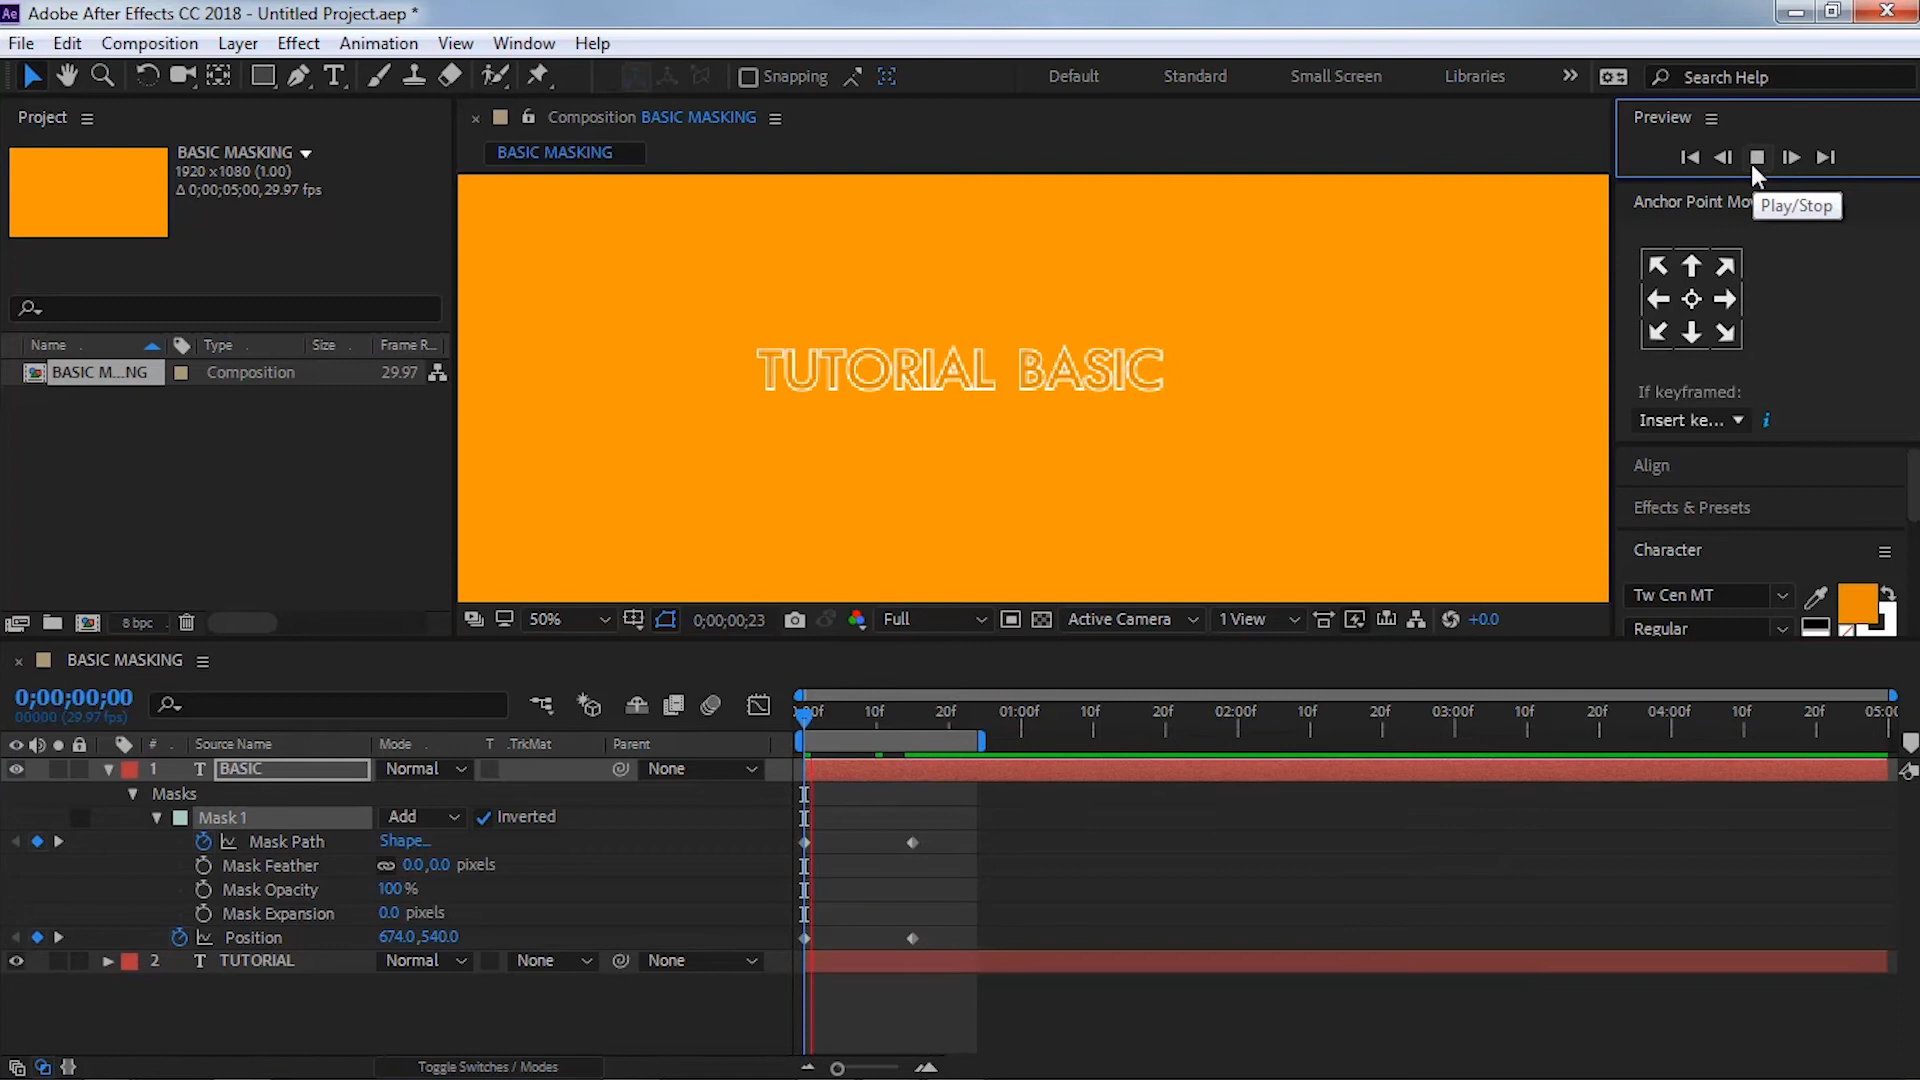 Ae Adobe After Effects CC 2018 - Untitled Project.aep *
File Edit Composition Layer Effect Animation View Window Help
Snapping Default Standard Small Screen Libraries Search Help
Project
BASIC MASKING
1920 x1080 (1.00)
Δ 0;00;05;00, 29.97 fps
Name Type Size Frame R...
BASIC M...NG Composition 29.97
8 bpc
Composition BASIC MASKING
BASIC MASKING
TUTORIAL BASIC
50% 0;00;00;23 Full Active Camera 1 View +0.0
Preview
Play/Stop
Anchor Point Mov
If keyframed:
Insert ke... i
Align
Effects & Presets
Character
Tw Cen MT
Regular
BASIC MASKING
0;00;00;00
00000 (29.97 fps)
10f 20f 01:00f 10f 20f 02:00f 10f 20f 03:00f 10f 20f 04:00f 10f 20f 05:00
# Source Name Mode T .TrkMat Parent
1 T BASIC Normal None
Masks
Mask 1 Add Inverted
Mask Path Shape...
Mask Feather 0.0,0.0 pixels
Mask Opacity 100 %
Mask Expansion 0.0 pixels
Position 674.0,540.0
2 T TUTORIAL Normal None None
Toggle Switches / Modes